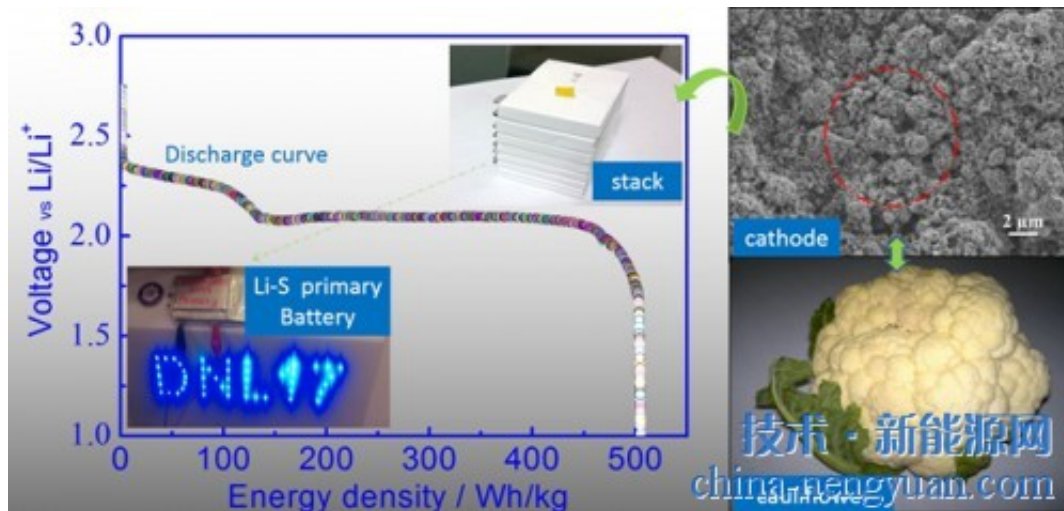 3.0
2.5
2.0
1.5
1.0
Voltage vs Li/Li+
Discharge curve
stack
Li-S primary
Battery
DNL17
0 100 200 300 400 500
Energy density / Wh/kg
cathode
2 μm
技术·新能源网
china-nengyuan.com
cauliflower